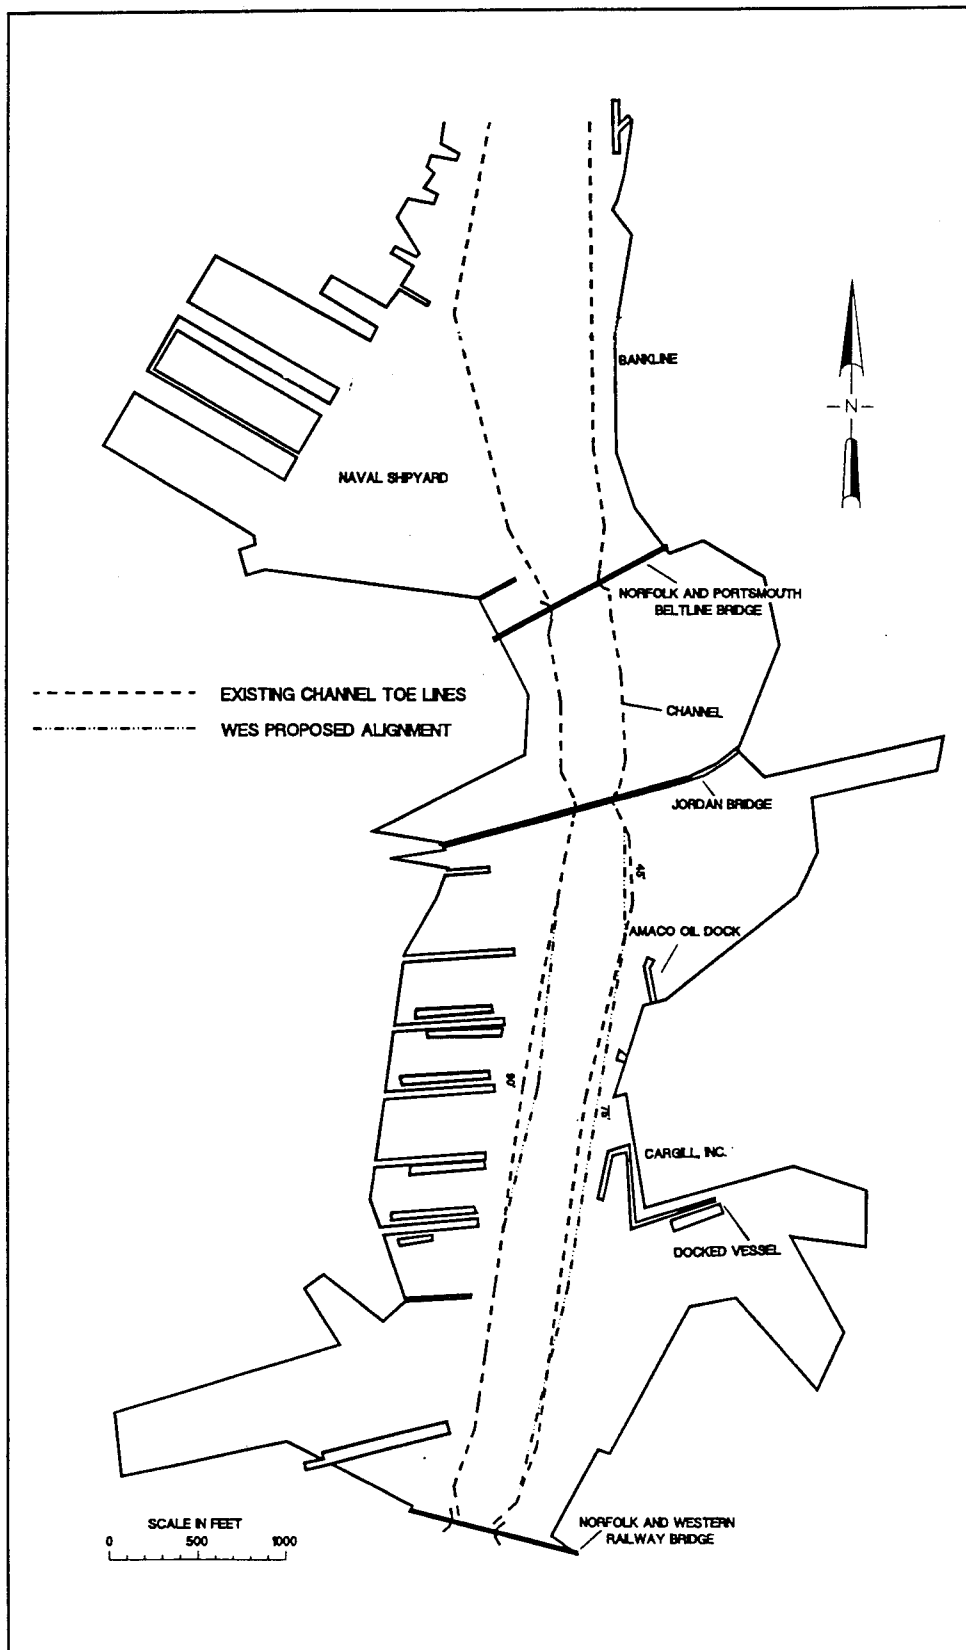 BANKLINE
N
NAVAL SHIPYARD
NORFOLK AND PORTSMOUTH
BELTLINE BRIDGE
EXISTING CHANNEL TOE LINES
WES PROPOSED ALIGNMENT
CHANNEL
JORDAN BRIDGE
45'
AMACO OIL DOCK
90'
75'
CARGILL, INC.
DOCKED VESSEL
SCALE IN FEET
0 500 1000
NORFOLK AND WESTERN
RAILWAY BRIDGE